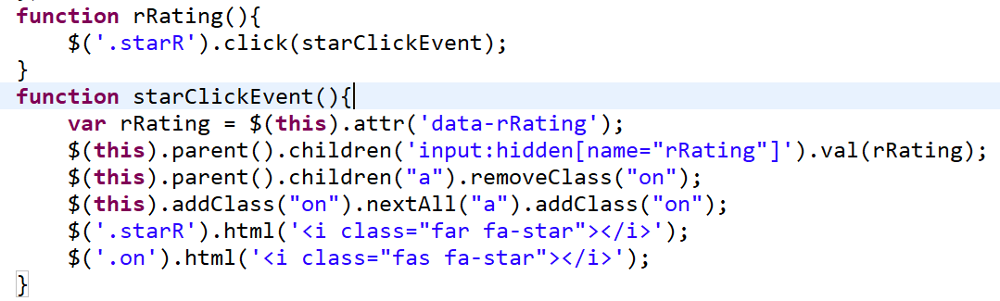 function rRating(){
    $('.starR').click(starClickEvent);
}
function starClickEvent(){
    var rRating = $(this).attr('data-rRating');
    $(this).parent().children('input:hidden[name="rRating"]').val(rRating);
    $(this).parent().children("a").removeClass("on");
    $(this).addClass("on").nextAll("a").addClass("on");
    $('.starR').html('<i class="far fa-star"></i>');
    $('.on').html('<i class="fas fa-star"></i>');
}